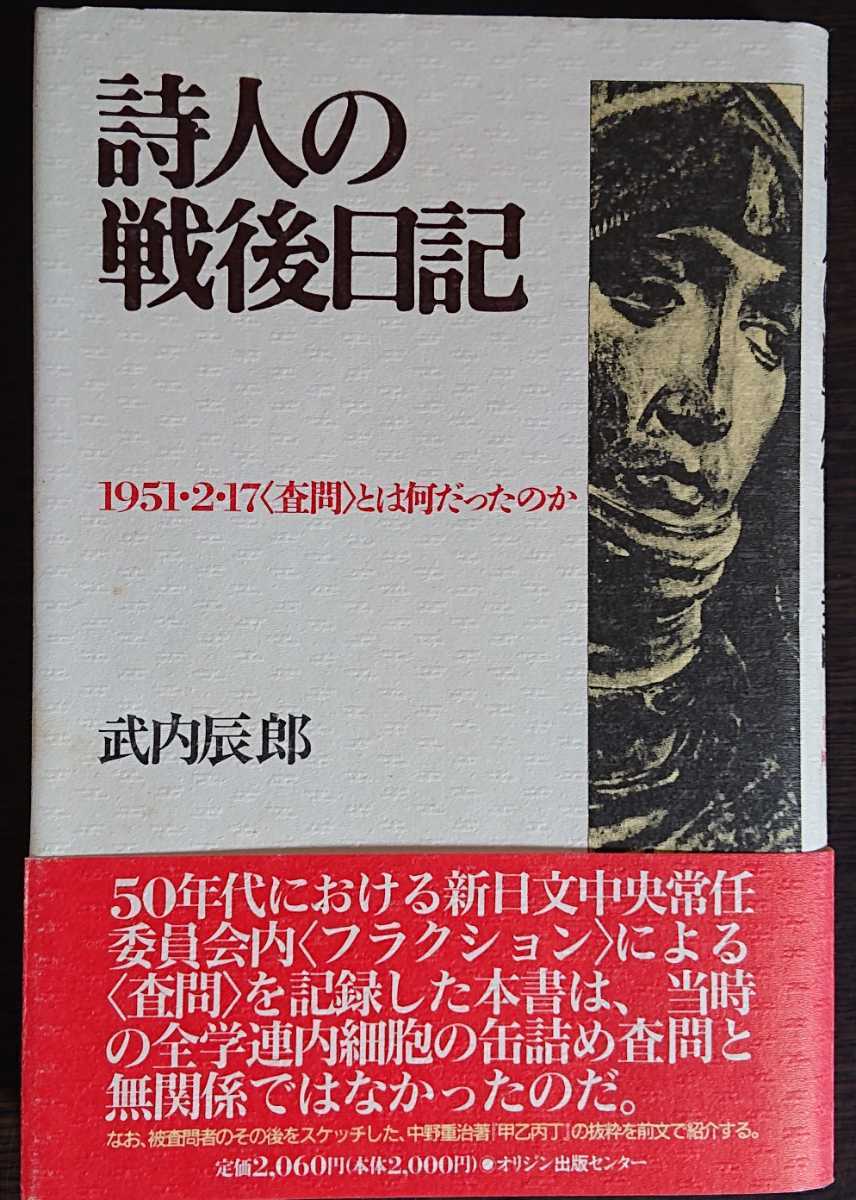 詩人の
戦後日記
1951・2・17〈査問〉とは何だったのか
武内辰郎
50年代における新日文中央常任
委員会内〈フラクション〉による
〈査問〉を記録した本書は、当時
の全学連内細胞の缶詰め査問と
無関係ではなかったのだ。
なお、被査問者のその後をスケッチした、中野重治著『甲乙丙丁』の抜粋を前文で紹介する。
定価2,060円(本体2,000円)●オリジン出版センター